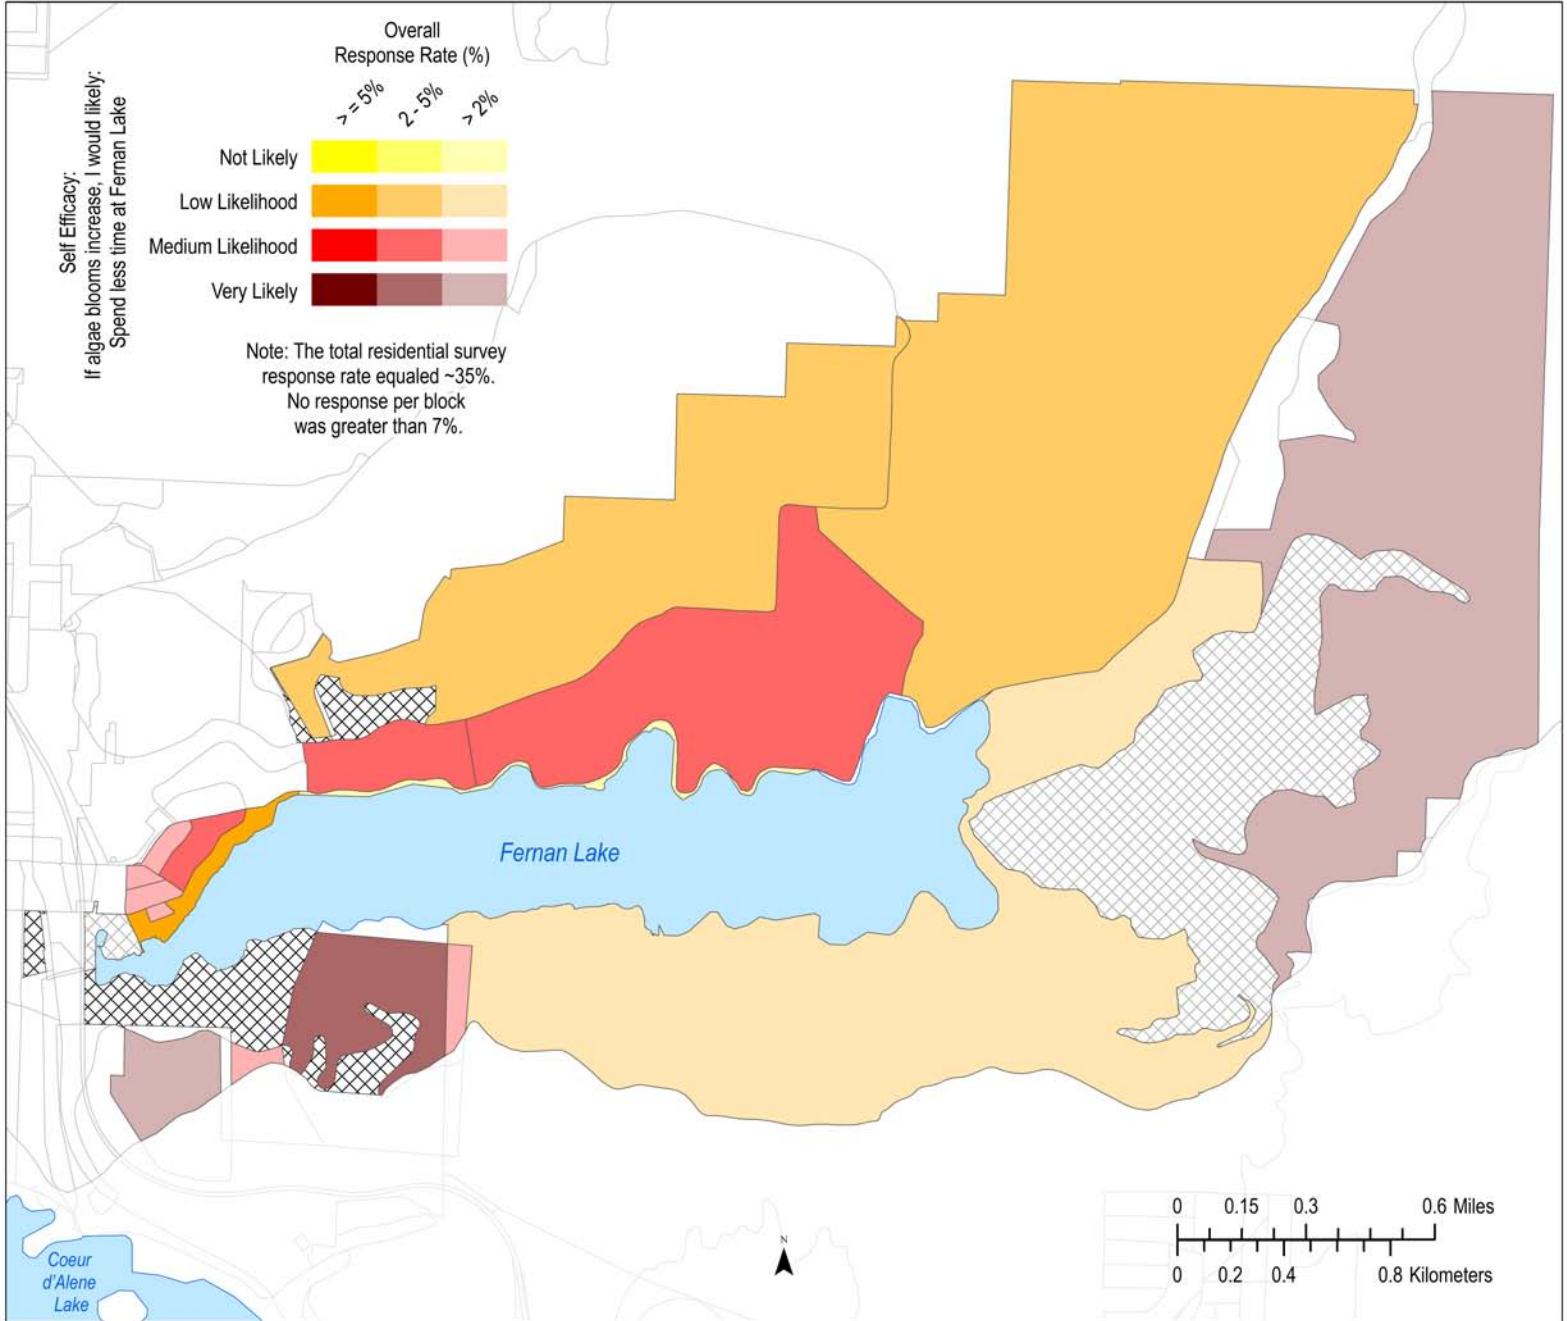 Overall
Response Rate (%)
> = 5%
2 - 5%
> 2%
Self Efficacy:
If algae blooms increase, I would likely:
Spend less time at Fernan Lake
Not Likely
Low Likelihood
Medium Likelihood
Very Likely
Note: The total residential survey
response rate equaled ~35%.
No response per block
was greater than 7%.
Fernan Lake
Coeur
d'Alene
Lake
N
0 0.15 0.3 0.6 Miles
0 0.2 0.4 0.8 Kilometers